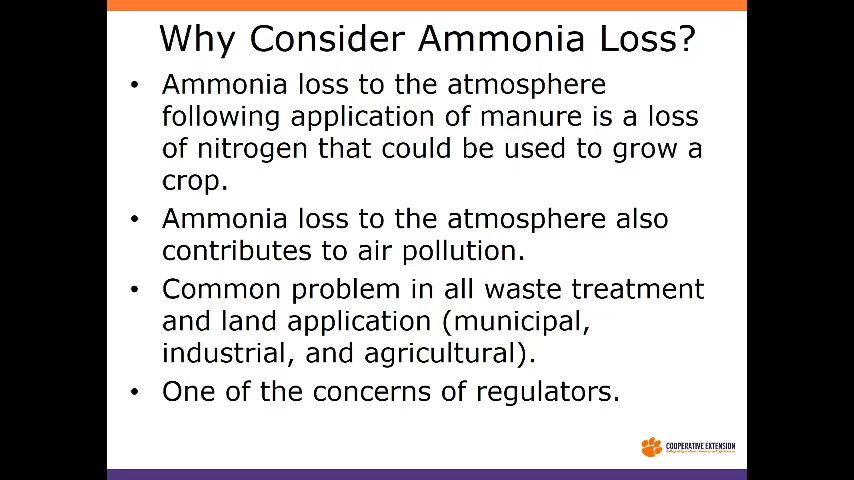 Why Consider Ammonia Loss?
• Ammonia loss to the atmosphere
following application of manure is a loss
of nitrogen that could be used to grow a
crop.
• Ammonia loss to the atmosphere also
contributes to air pollution.
• Common problem in all waste treatment
and land application (municipal,
industrial, and agricultural).
• One of the concerns of regulators.
COOPERATIVE EXTENSION